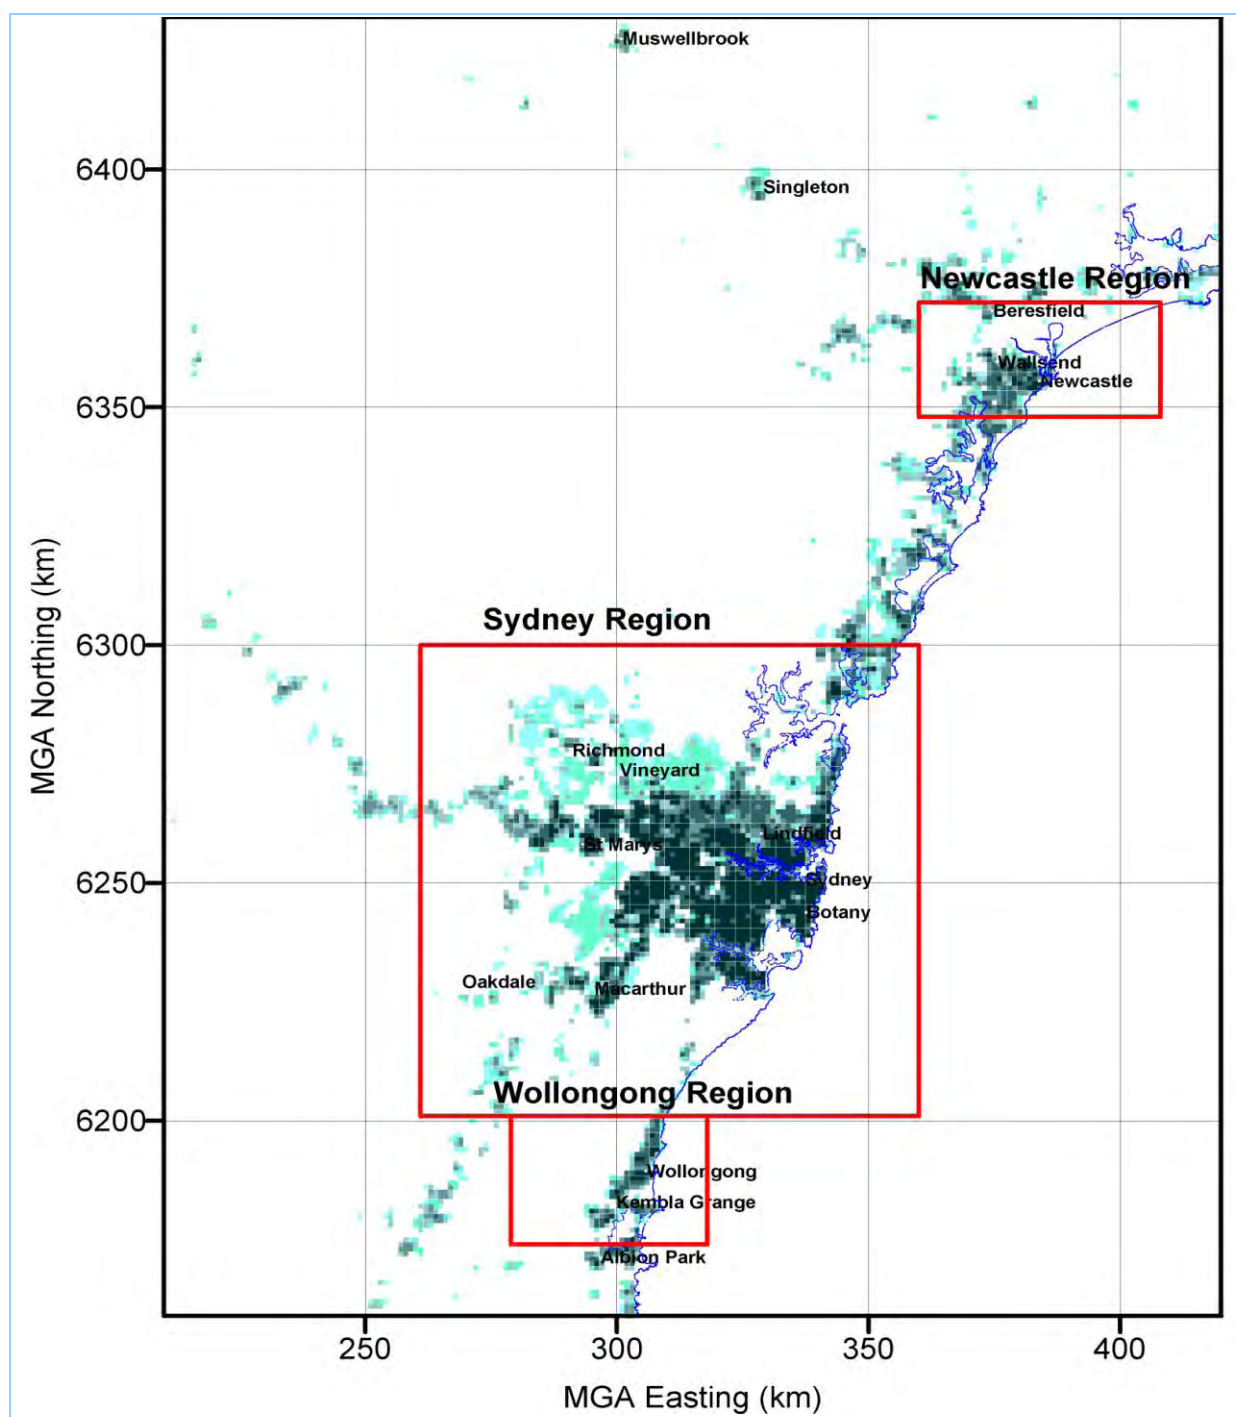 Muswellbrook
6400
Singleton
Newcastle Region
Beresfield
Wallsend
Newcastle
6350
MGA Northing (km)
Sydney Region
6300
Richmond
Vineyard
Lindfield
St Marys
6250
Sydney
Botany
Oakdale
Macarthur
Wollongong Region
6200
Wollongong
Kembla Grange
Albion Park
250 300 350 400
MGA Easting (km)